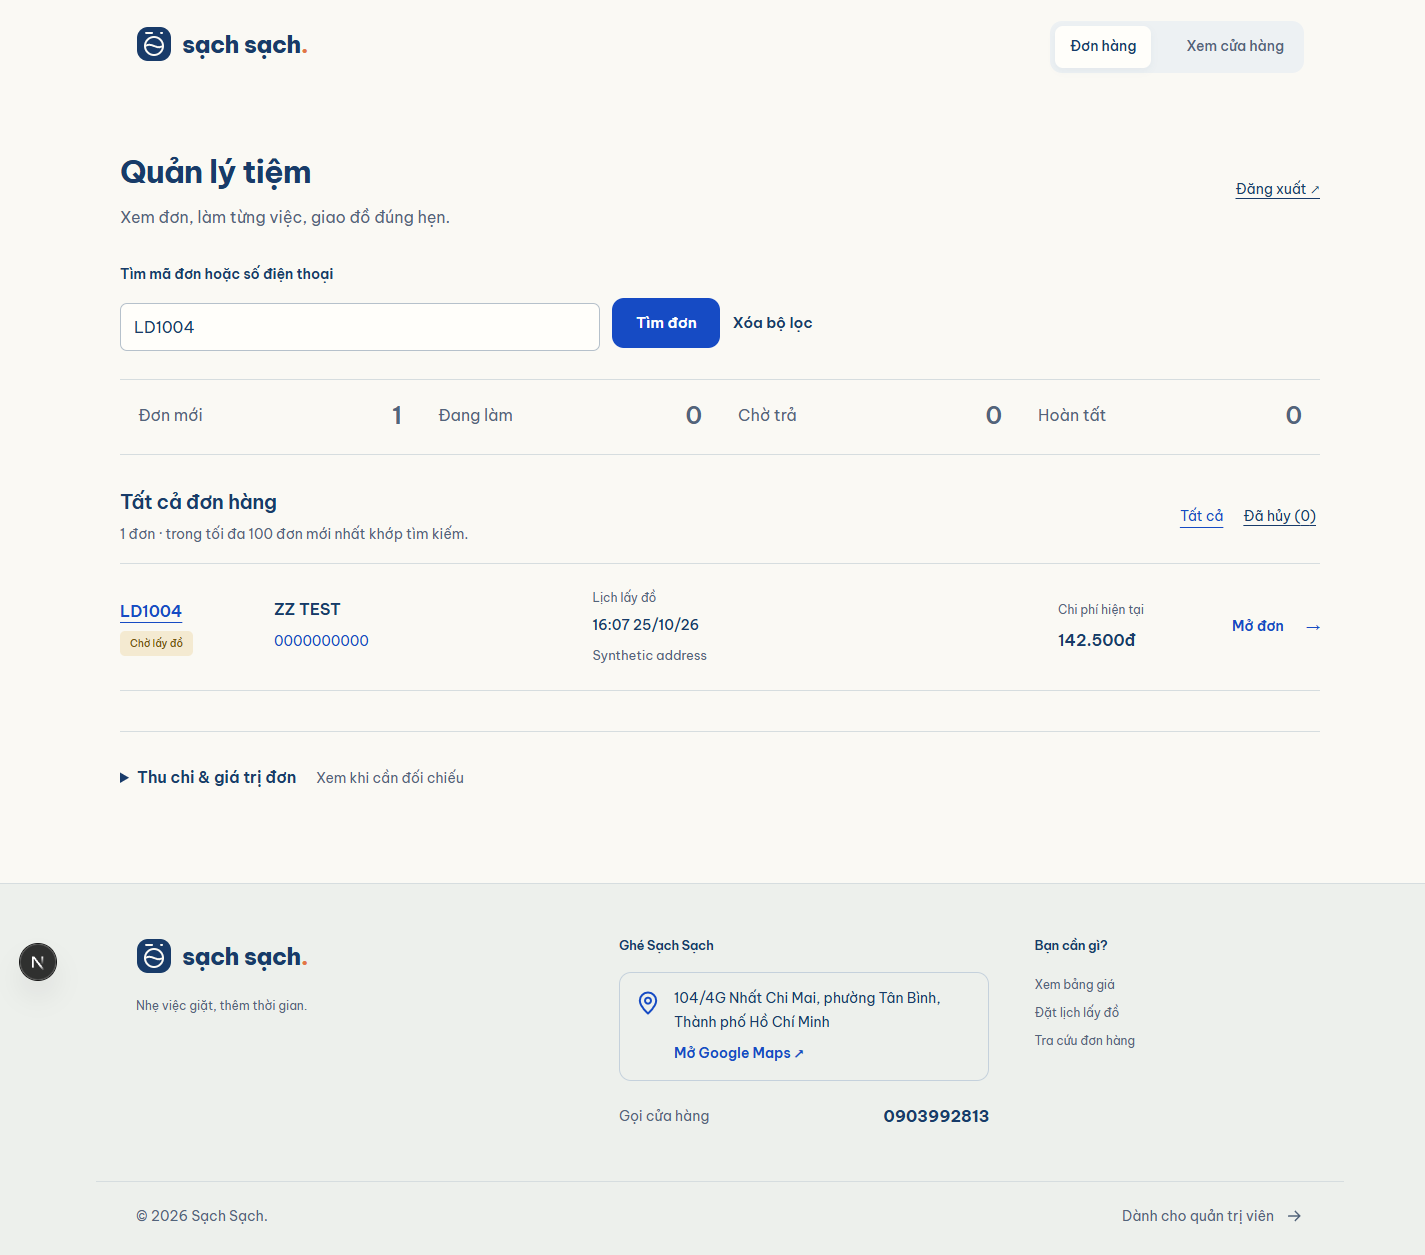 sạch sạch.
Đơn hàng
Xem cửa hàng
Quản lý tiệm
Đăng xuất ↗
Xem đơn, làm từng việc, giao đồ đúng hẹn.
Tìm mã đơn hoặc số điện thoại
LD1004
Tìm đơn
Xóa bộ lọc
Đơn mới 1
Đang làm 0
Chờ trả 0
Hoàn tất 0
Tất cả đơn hàng
1 đơn · trong tối đa 100 đơn mới nhất khớp tìm kiếm.
Tất cả
Đã hủy (0)
LD1004
Chờ lấy đồ
ZZ TEST
0000000000
Lịch lấy đồ
16:07 25/10/26
Synthetic address
Chi phí hiện tại
142.500đ
Mở đơn →
Thu chi & giá trị đơn
Xem khi cần đối chiếu
sạch sạch.
Nhẹ việc giặt, thêm thời gian.
Ghé Sạch Sạch
104/4G Nhất Chi Mai, phường Tân Bình,
Thành phố Hồ Chí Minh
Mở Google Maps ↗
Gọi cửa hàng
0903992813
Bạn cần gì?
Xem bảng giá
Đặt lịch lấy đồ
Tra cứu đơn hàng
N
© 2026 Sạch Sạch.
Dành cho quản trị viên →